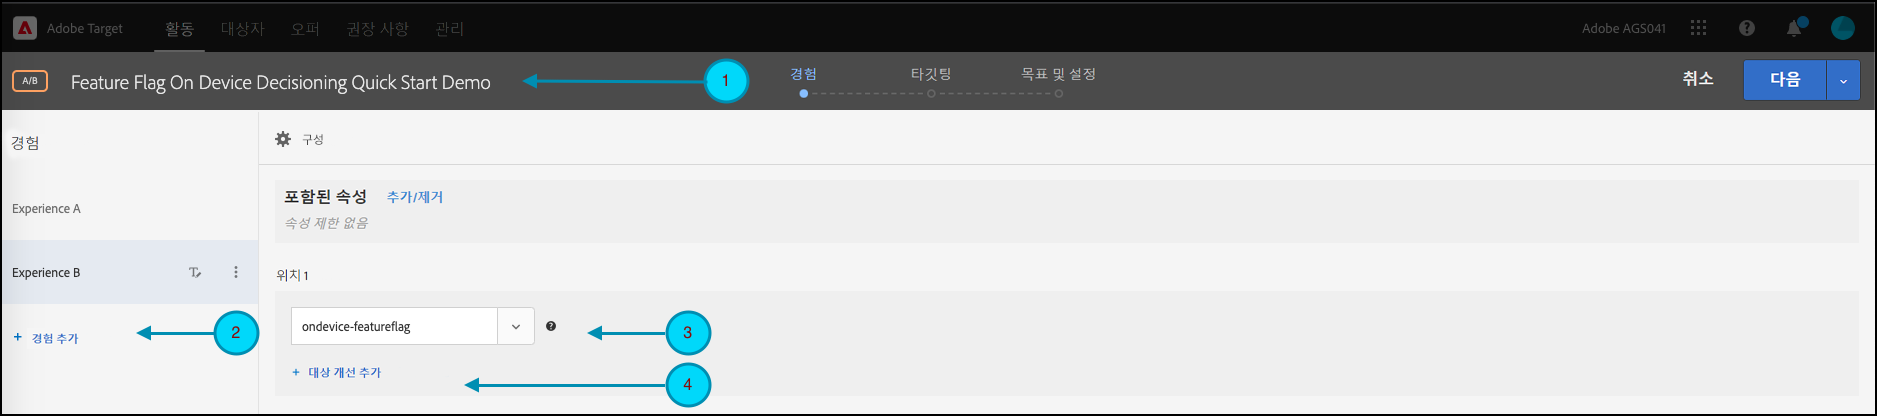 Adobe Target 활동 대상자 오퍼 권장 사항 관리 Adobe AGS041
A/B Feature Flag On Device Decisioning Quick Start Demo 1 경험 타깃팅 목표 및 설정 취소 다음
경험
구성
포함된 속성 추가/제거
속성 제한 없음
Experience A
Experience B
위치 1
+ 경험 추가 2
ondevice-featureflag 3
+ 대상 개선 추가 4